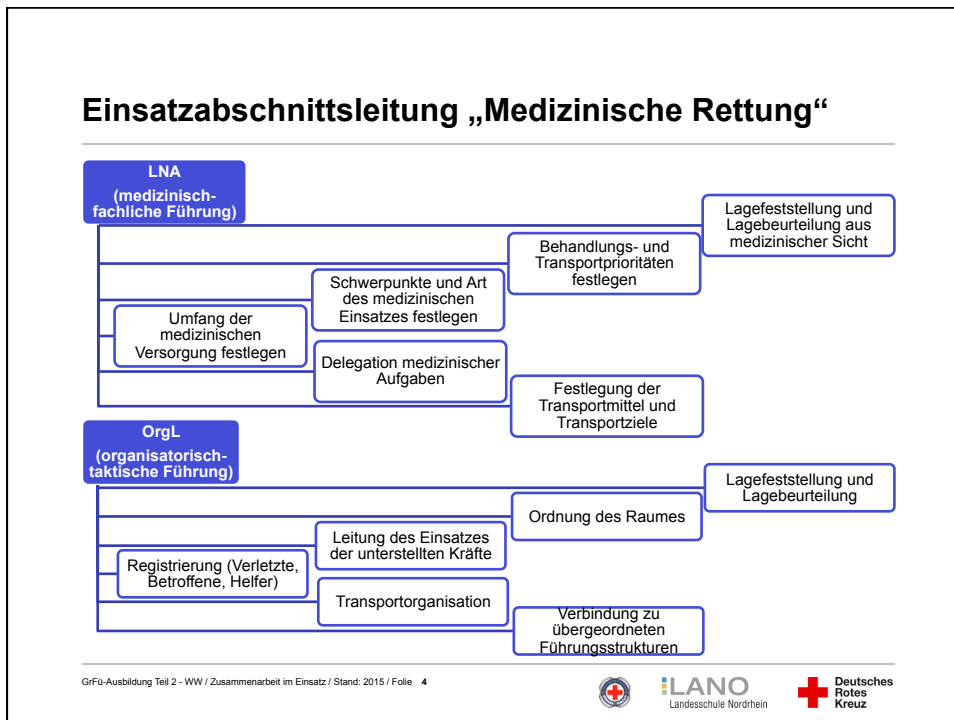 Einsatzabschnittsleitung „Medizinische Rettung“
LNA
(medizinisch-
fachliche Führung)
Lagefeststellung und
Lagebeurteilung aus
medizinischer Sicht
Behandlungs- und
Transportprioritäten
festlegen
Schwerpunkte und Art
des medizinischen
Einsatzes festlegen
Umfang der
medizinischen
Versorgung festlegen
Delegation medizinischer
Aufgaben
Festlegung der
Transportmittel und
Transportziele
OrgL
(organisatorisch-
taktische Führung)
Lagefeststellung und
Lagebeurteilung
Ordnung des Raumes
Leitung des Einsatzes
der unterstellten Kräfte
Registrierung (Verletzte,
Betroffene, Helfer)
Transportorganisation
Verbindung zu
übergeordneten
Führungsstrukturen
GrFü-Ausbildung Teil 2 - WW / Zusammenarbeit im Einsatz / Stand: 2015 / Folie 4
LANO
Landesschule Nordrhein
Deutsches
Rotes
Kreuz